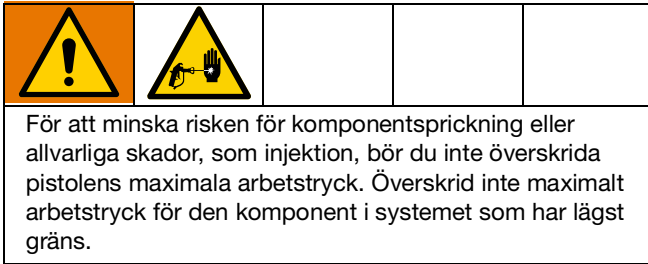 För att minska risken för komponentsprickning eller
allvarliga skador, som injektion, bör du inte överskrida
pistolens maximala arbetstryck. Överskrid inte maximalt
arbetstryck för den komponent i systemet som har lägst
gräns.